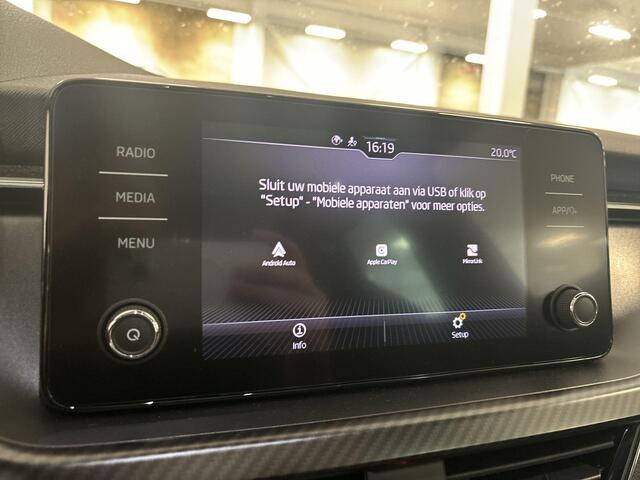 16:19
20.0°C
RADIO
MEDIA
MENU
Sluit uw mobiele apparaat aan via USB of klik op
"Setup" - "Mobiele apparaten" voor meer opties.
Android Auto
Apple CarPlay
MirrorLink
Info
Setup
PHONE
APP/